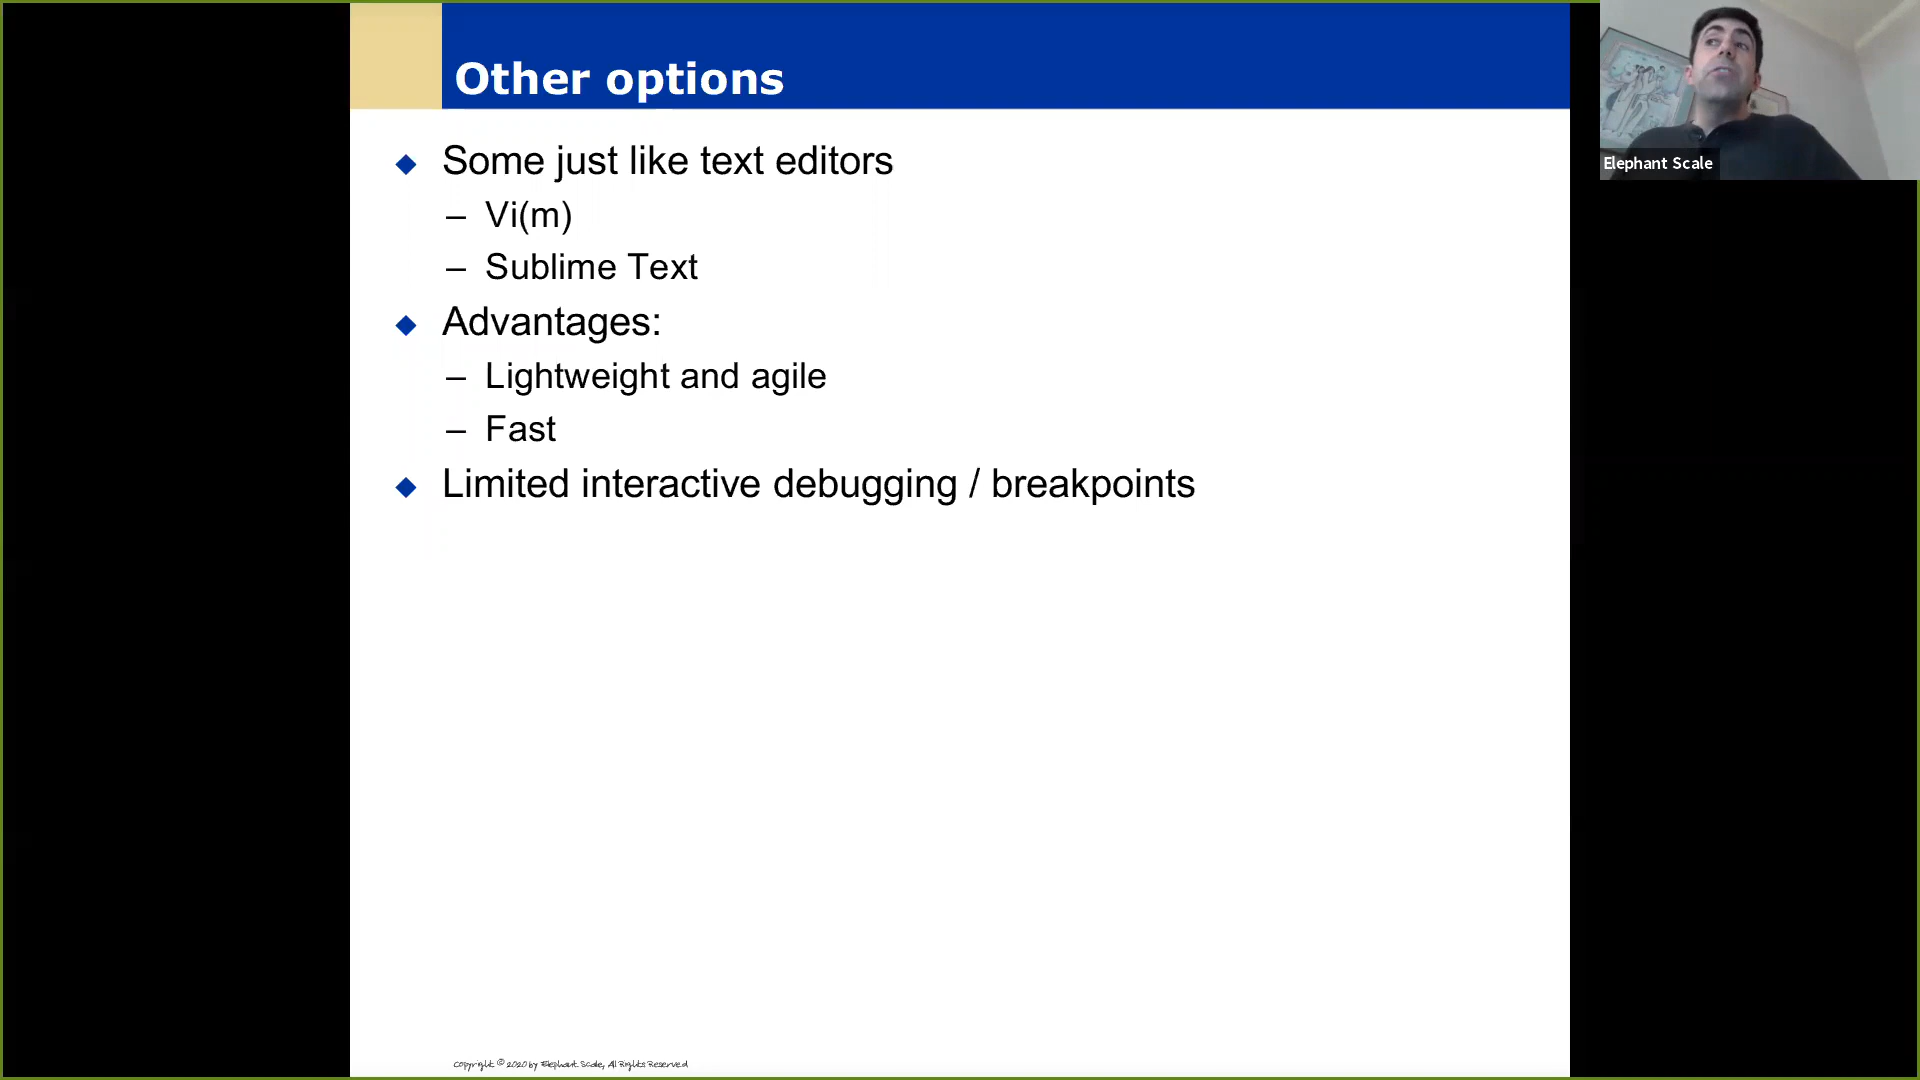 Other options
Elephant Scale
◆ Some just like text editors
– Vi(m)
– Sublime Text
◆ Advantages:
– Lightweight and agile
– Fast
◆ Limited interactive debugging / breakpoints
Copyright © 2020 by Elephant Scale, All Rights Reserved